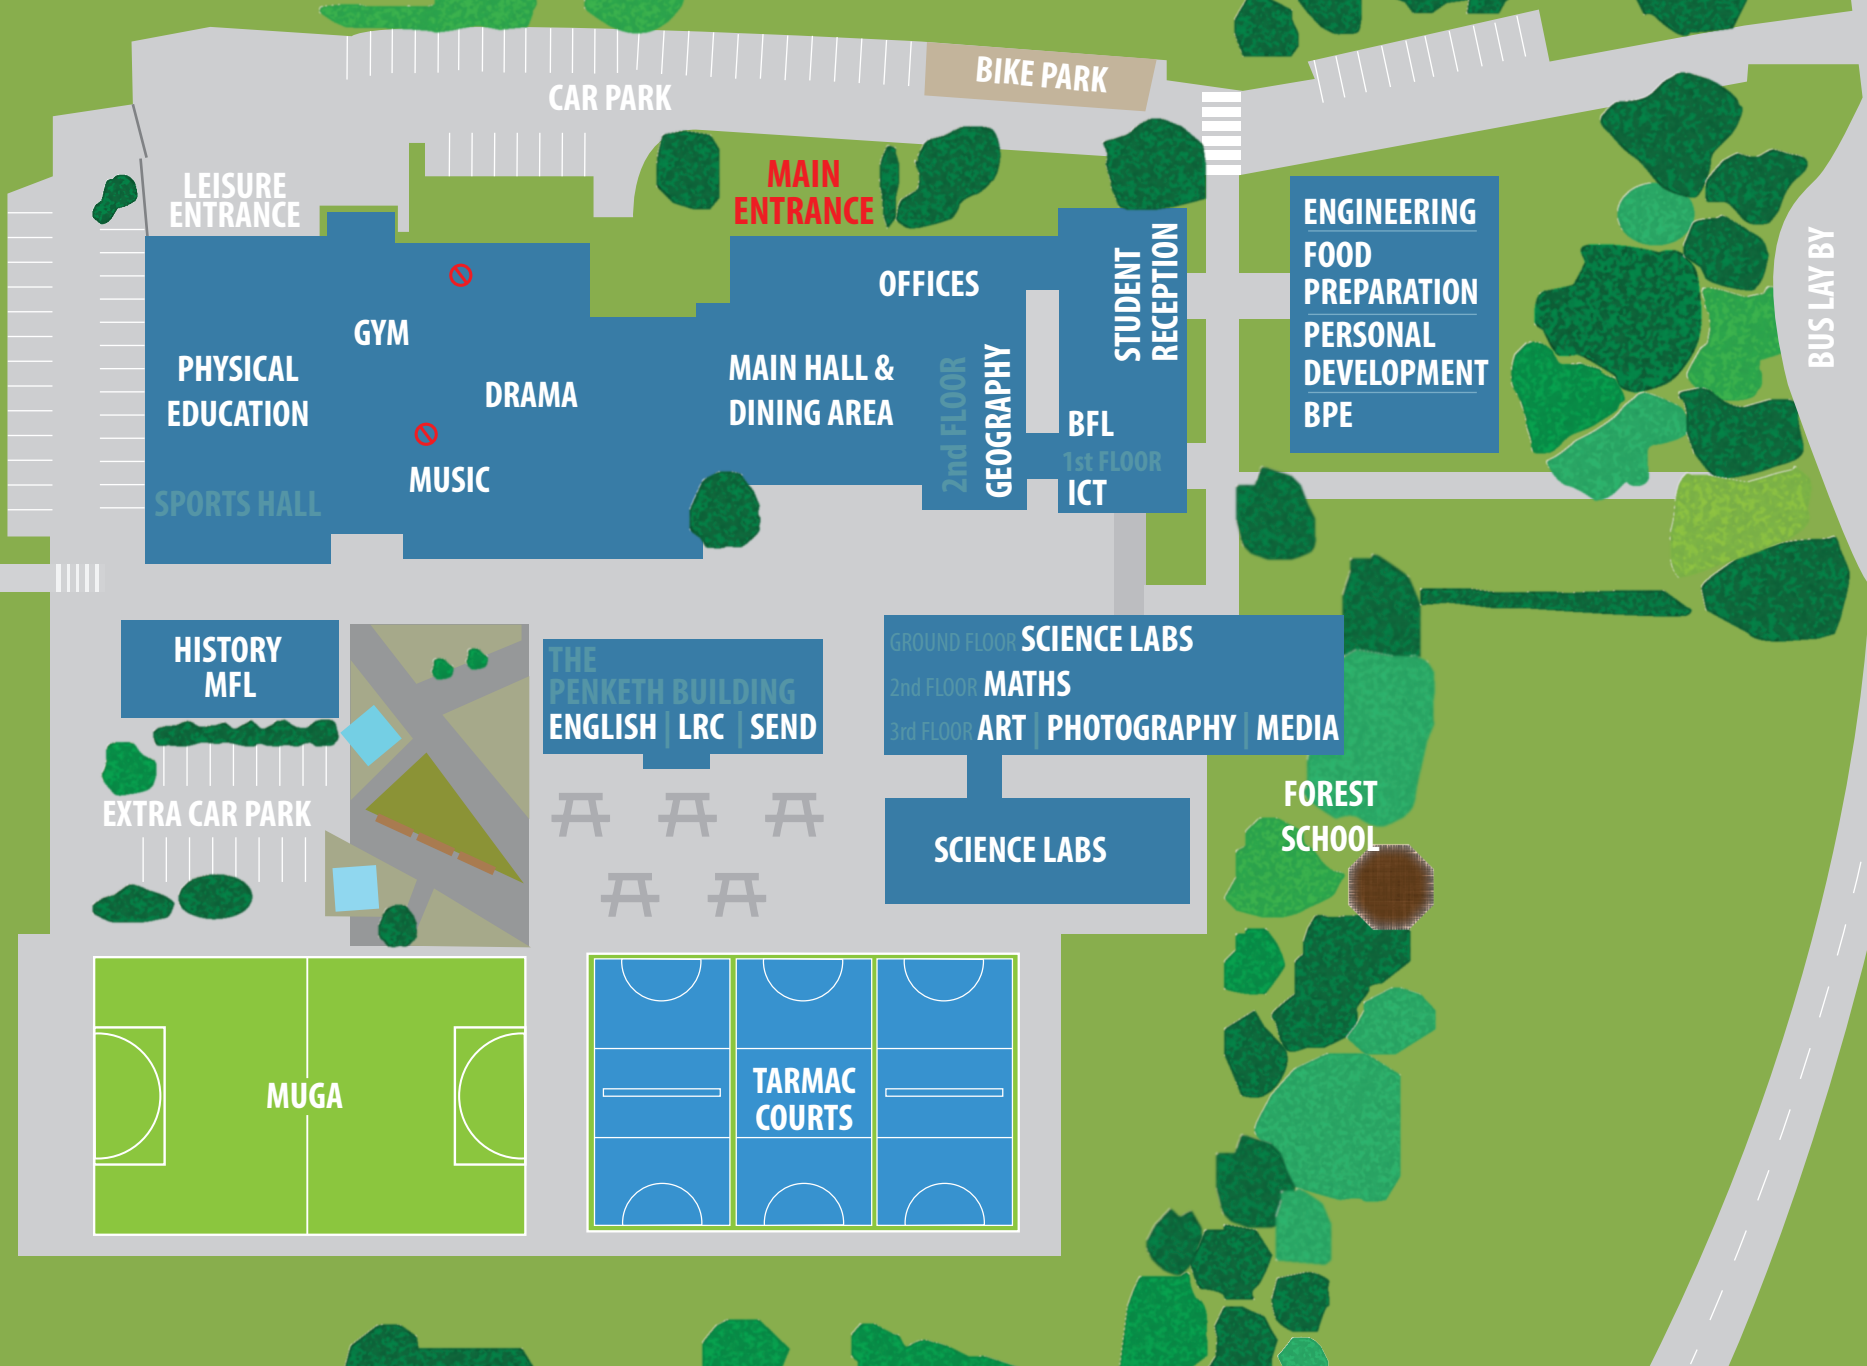 CAR PARK
BIKE PARK
LEISURE
ENTRANCE
MAIN
ENTRANCE
OFFICES
STUDENT
RECEPTION
ENGINEERING
FOOD
PREPARATION
PERSONAL
DEVELOPMENT
BPE
BUS LAY BY
GYM
PHYSICAL
EDUCATION
DRAMA
MAIN HALL &
DINING AREA
2nd FLOOR
GEOGRAPHY
BFL
1st FLOOR
ICT
MUSIC
SPORTS HALL
HISTORY
MFL
THE
PENKETH BUILDING
ENGLISH | LRC | SEND
GROUND FLOOR SCIENCE LABS
2nd FLOOR MATHS
3rd FLOOR ART | PHOTOGRAPHY | MEDIA
EXTRA CAR PARK
SCIENCE LABS
FOREST
SCHOOL
MUGA
TARMAC
COURTS